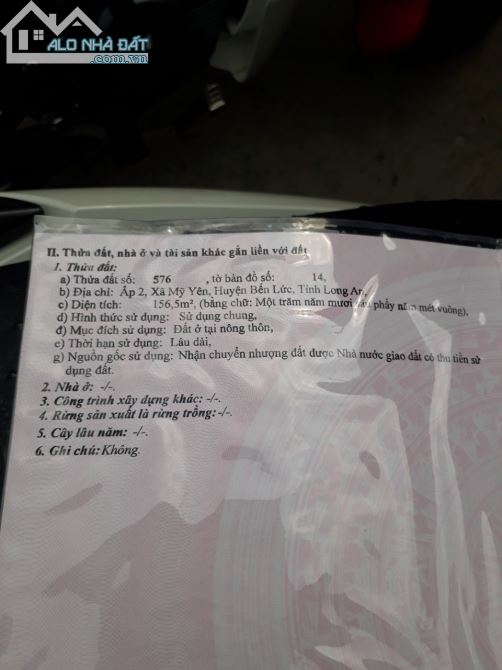 ALO NHÀ ĐẤT
.com.vn
II. Thửa đất, nhà ở và tài sản khác gắn liền với đất
1. Thửa đất:
a) Thửa đất số: 576 , tờ bản đồ số: 14,
b) Địa chỉ: Ấp 2, Xã Mỹ Yên, Huyện Bến Lức, Tỉnh Long An,
c) Diện tích: 156,5m², (bằng chữ: Một trăm năm mươi sáu phẩy năm mét vuông),
d) Hình thức sử dụng: Sử dụng chung,
đ) Mục đích sử dụng: Đất ở tại nông thôn,
e) Thời hạn sử dụng: Lâu dài,
g) Nguồn gốc sử dụng: Nhận chuyển nhượng đất được Nhà nước giao đất có thu tiền sử
dụng đất.
2. Nhà ở: -/-.
3. Công trình xây dựng khác: -/-.
4. Rừng sản xuất là rừng trồng: -/-.
5. Cây lâu năm: -/-.
6. Ghi chú: Không.